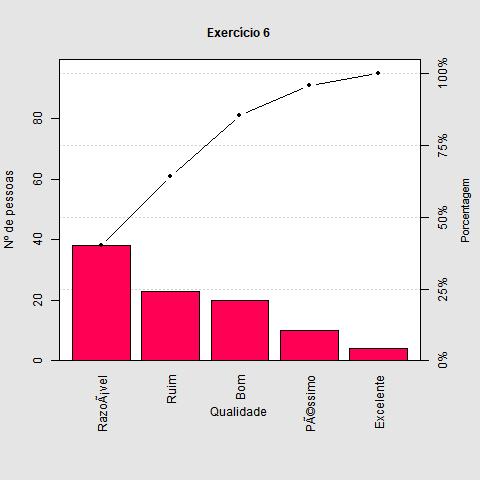 Exercício 6
Nº de pessoas
80
60
40
20
0
100%
75%
50%
25%
0%
Porcentagem
RazoÃ¡vel
Ruim
Bom
PÃ©ssimo
Excelente
Qualidade